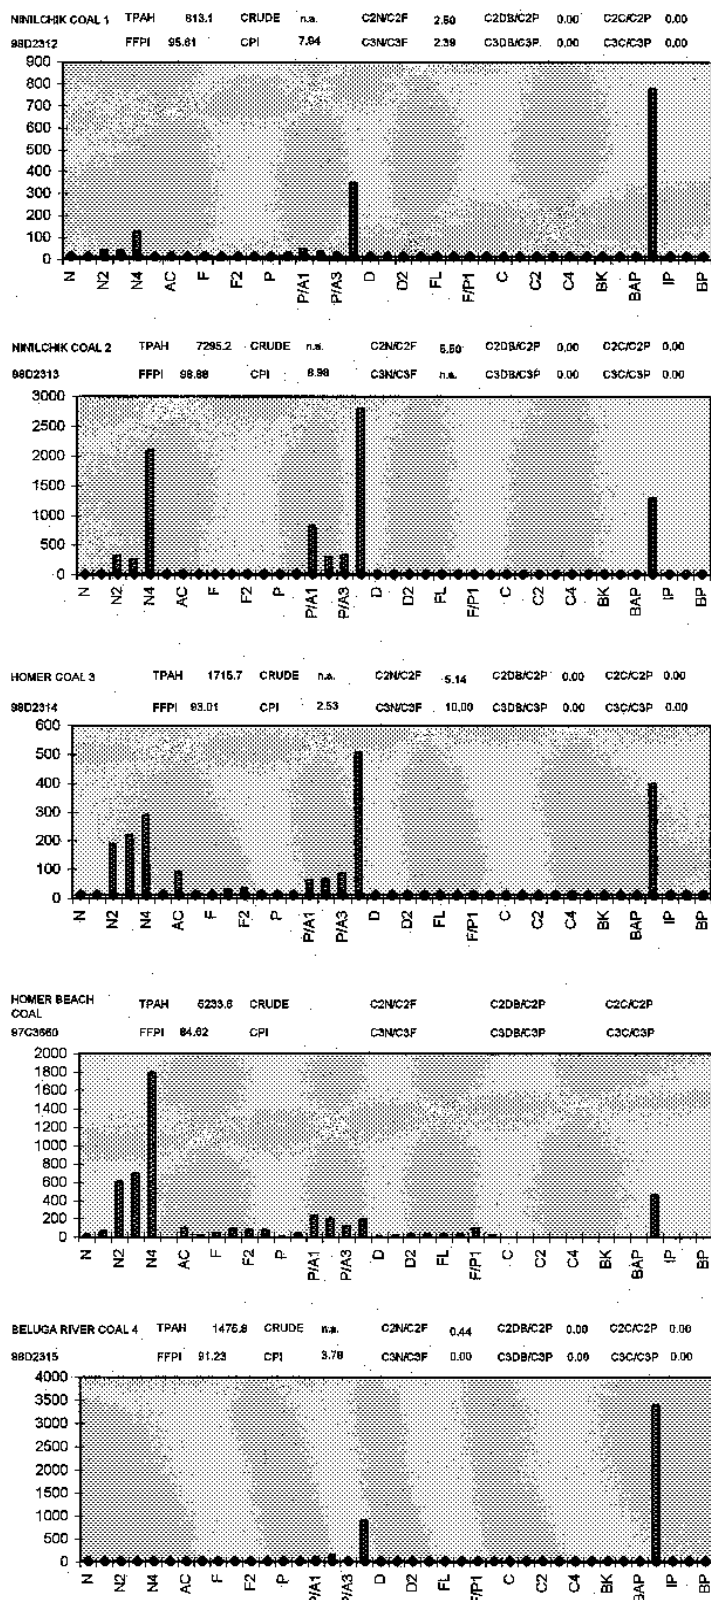 NINILCHIK COAL 1 TPAH 613.1 CRUDE n.a. C2N/C2F 2.50 C2DB/C2P 0.00 C2C/C2P 0.00
98D2312 FFPI 95.61 CPI 7.94 C3N/C3F 2.39 C3DB/C3P 0.00 C3C/C3P 0.00
900
800
700
600
500
400
300
200
100
0
N N2 N4 AC F F2 P P/A1 P/A3 D D2 FL F/P1 C C2 C4 BK BAP IP BP
NINILCHIK COAL 2 TPAH 7295.2 CRUDE n.a. C2N/C2F 5.50 C2DB/C2P 0.00 C2C/C2P 0.00
98D2313 FFPI 98.88 CPI 8.98 C3N/C3F n.a. C3DB/C3P 0.00 C3C/C3P 0.00
3000
2500
2000
1500
1000
500
0
N N2 N4 AC F F2 P P/A1 P/A3 D D2 FL F/P1 C C2 C4 BK BAP IP BP
HOMER COAL 3 TPAH 1715.7 CRUDE n.a. C2N/C2F 5.14 C2DB/C2P 0.00 C2C/C2P 0.00
98D2314 FFPI 93.01 CPI 2.53 C3N/C3F 10.00 C3DB/C3P 0.00 C3C/C3P 0.00
600
500
400
300
200
100
0
N N2 N4 AC F F2 P P/A1 P/A3 D D2 FL F/P1 C C2 C4 BK BAP IP BP
HOMER BEACH COAL TPAH 5233.6 CRUDE C2N/C2F C2DB/C2P C2C/C2P
97C3660 FFPI 84.62 CPI C3N/C3F C3DB/C3P C3C/C3P
2000
1800
1600
1400
1200
1000
800
600
400
200
0
N N2 N4 AC F F2 P P/A1 P/A3 D D2 FL F/P1 C C2 C4 BK BAP IP BP
BELUGA RIVER COAL 4 TPAH 1476.8 CRUDE n.a. C2N/C2F 0.44 C2DB/C2P 0.00 C2C/C2P 0.00
98D2315 FFPI 91.23 CPI 3.78 C3N/C3F 0.00 C3DB/C3P 0.00 C3C/C3P 0.00
4000
3500
3000
2500
2000
1500
1000
500
0
N N2 N4 AC F F2 P P/A1 P/A3 D D2 FL F/P1 C C2 C4 BK BAP IP BP